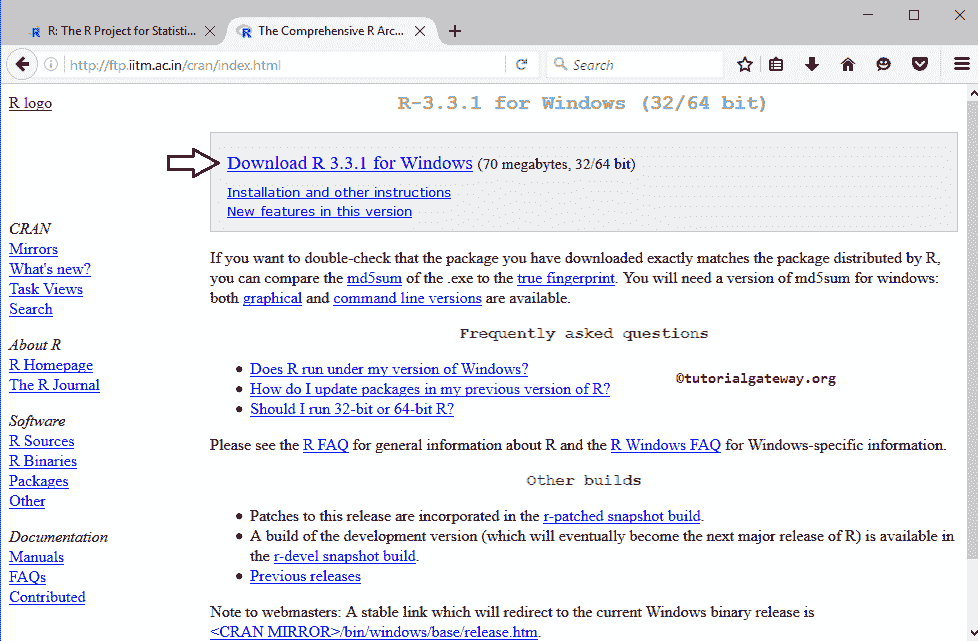 R: The R Project for Statisti...
The Comprehensive R Arc...
http://ftp.iitm.ac.in/cran/index.html
Search
R logo
CRAN
Mirrors
What's new?
Task Views
Search
About R
R Homepage
The R Journal
Software
R Sources
R Binaries
Packages
Other
Documentation
Manuals
FAQs
Contributed
R-3.3.1 for Windows (32/64 bit)
Download R 3.3.1 for Windows (70 megabytes, 32/64 bit)
Installation and other instructions
New features in this version
If you want to double-check that the package you have downloaded exactly matches the package distributed by R,
you can compare the md5sum of the .exe to the true fingerprint. You will need a version of md5sum for windows:
both graphical and command line versions are available.
Frequently asked questions
Does R run under my version of Windows?
How do I update packages in my previous version of R?
Should I run 32-bit or 64-bit R?
©tutorialgateway.org
Please see the R FAQ for general information about R and the R Windows FAQ for Windows-specific information.
Other builds
Patches to this release are incorporated in the r-patched snapshot build.
A build of the development version (which will eventually become the next major release of R) is available in
the r-devel snapshot build.
Previous releases
Note to webmasters: A stable link which will redirect to the current Windows binary release is
<CRAN MIRROR>/bin/windows/base/release.htm.